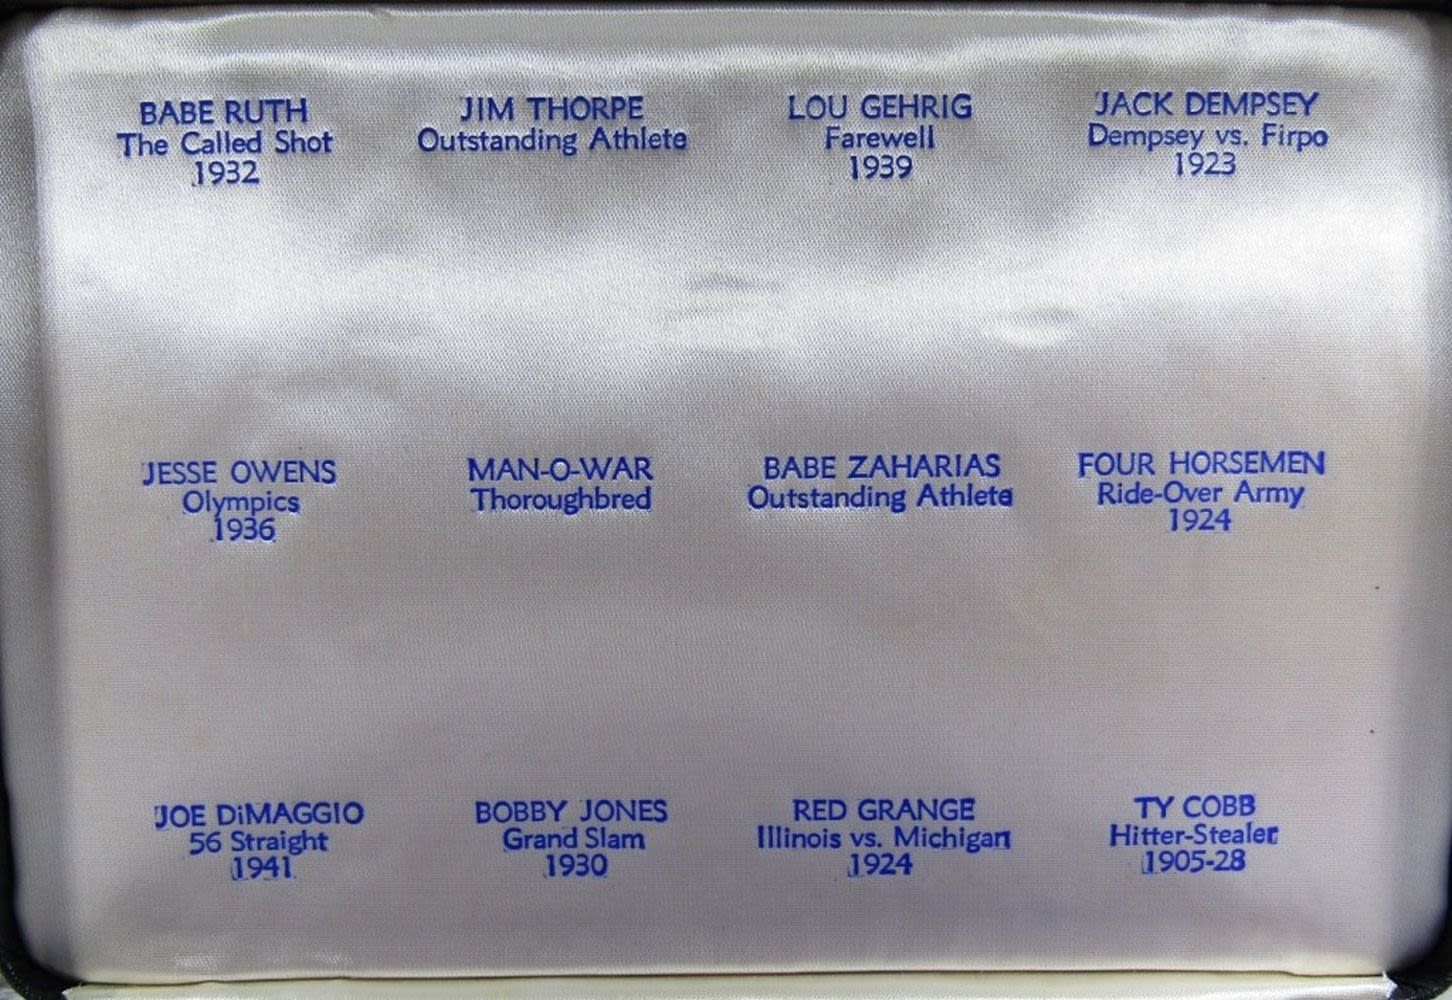 BABE RUTH
The Called Shot
1932
JIM THORPE
Outstanding Athlete
LOU GEHRIG
Farewell
1939
JACK DEMPSEY
Dempsey vs. Firpo
1923
JESSE OWENS
Olympics
1936
MAN-O-WAR
Thoroughbred
BABE ZAHARIAS
Outstanding Athlete
FOUR HORSEMEN
Ride-Over Army
1924
JOE DiMAGGIO
56 Straight
1941
BOBBY JONES
Grand Slam
1930
RED GRANGE
Illinois vs. Michigan
1924
TY COBB
Hitter-Stealer
1905-28